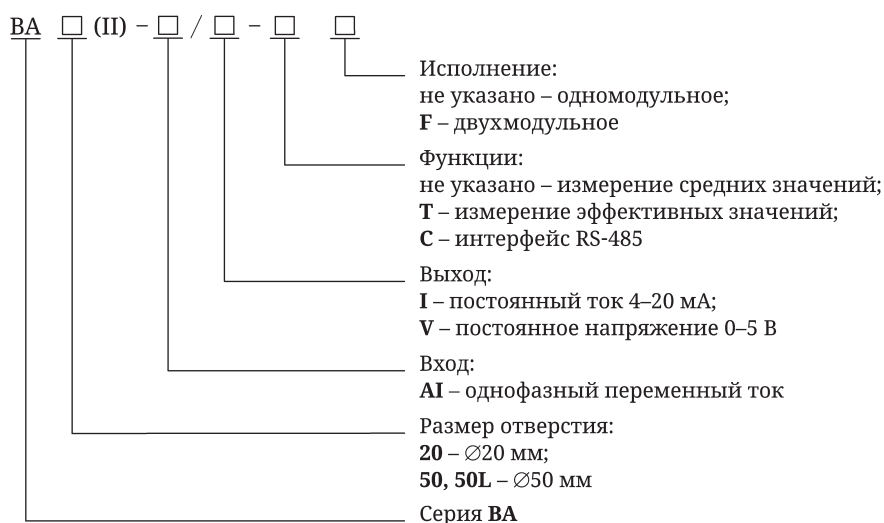 BA □ (II) – □ / □ – □ □
Исполнение:
не указано – одномодульное;
F – двухмодульное
Функции:
не указано – измерение средних значений;
T – измерение эффективных значений;
C – интерфейс RS-485
Выход:
I – постоянный ток 4–20 мА;
V – постоянное напряжение 0–5 В
Вход:
AI – однофазный переменный ток
Размер отверстия:
20 – ∅20 мм;
50, 50L – ∅50 мм
Серия BA